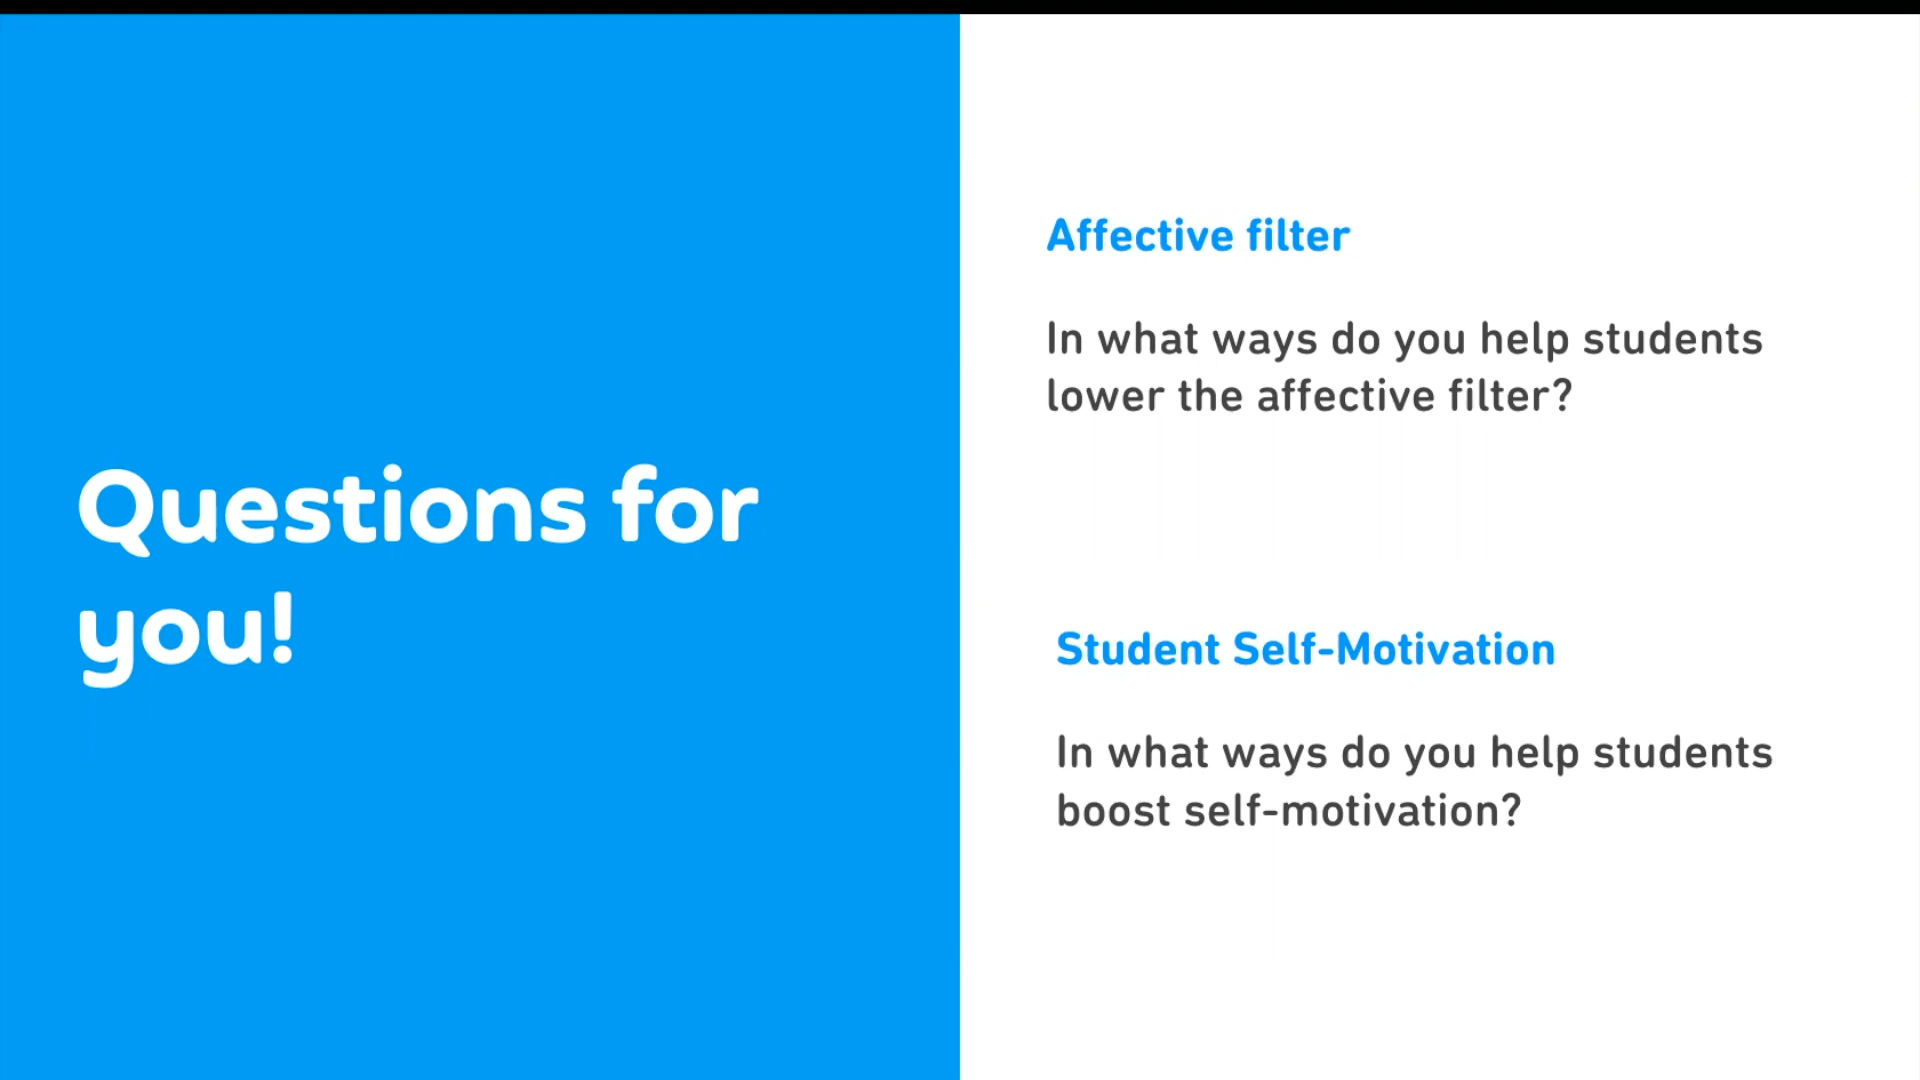 Questions for
you!
Affective filter
In what ways do you help students
lower the affective filter?
Student Self-Motivation
In what ways do you help students
boost self-motivation?